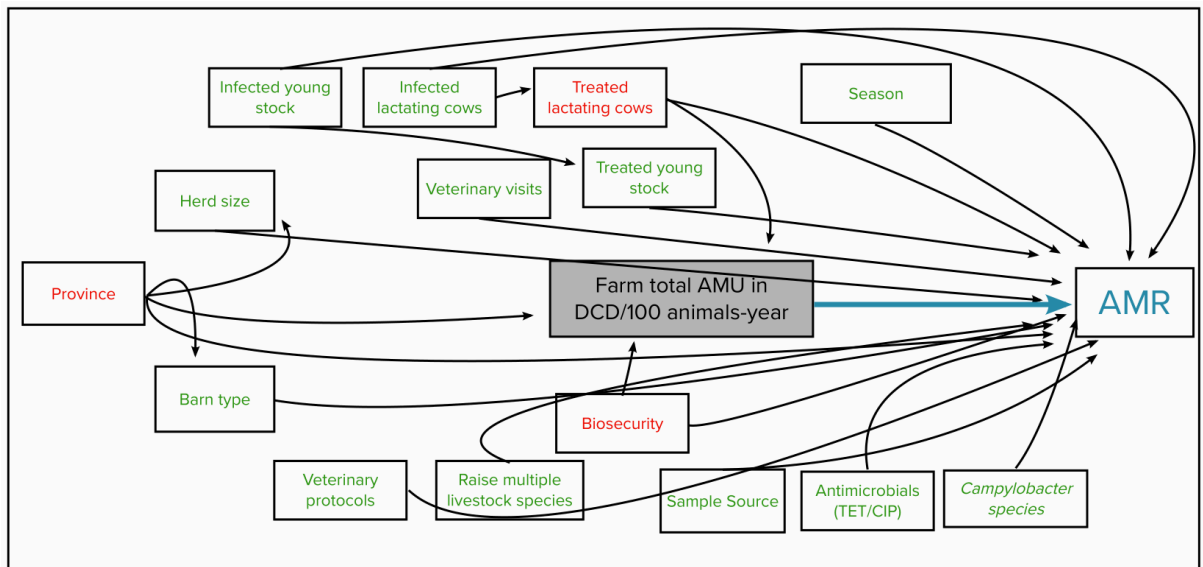 Infected young
stock
Infected
lactating cows
Treated
lactating cows
Season
Treated young
stock
Veterinary visits
Herd size
Province
Farm total AMU in
DCD/100 animals-year
AMR
Barn type
Biosecurity
Veterinary
protocols
Raise multiple
livestock species
Sample Source
Antimicrobials
(TET/CIP)
Campylobacter
species